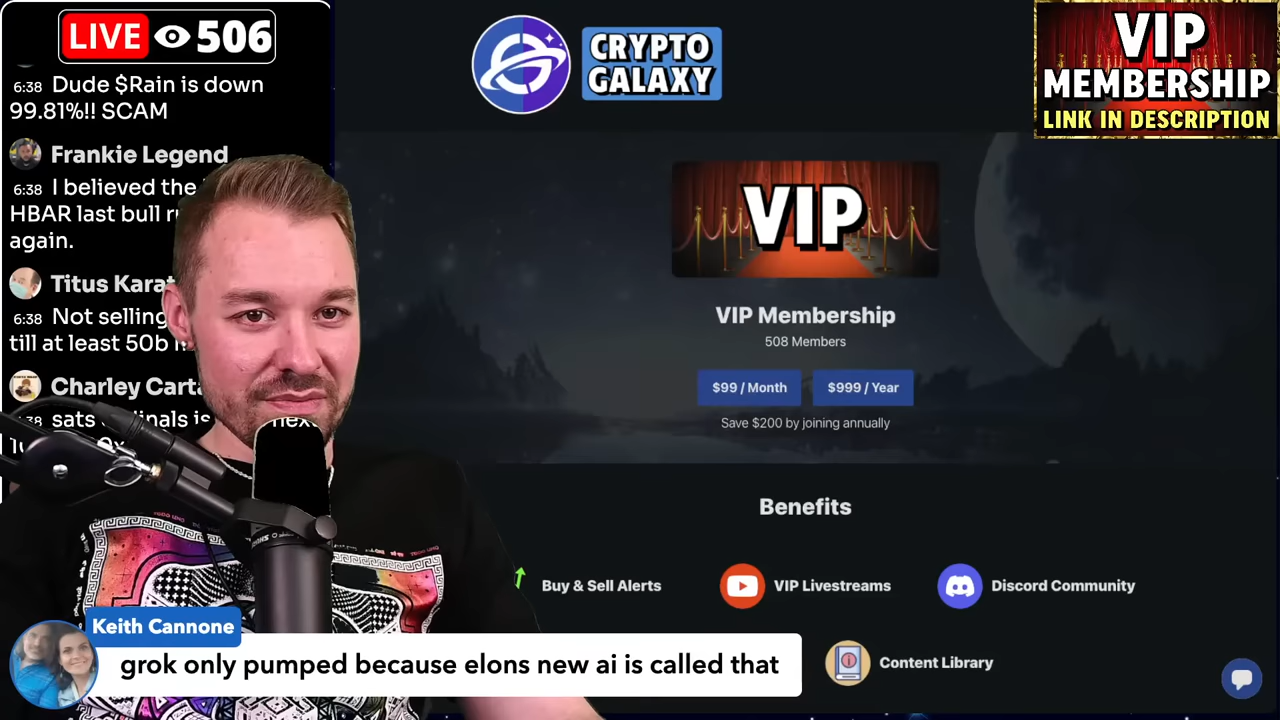 LIVE 506
6:38 Dude $Rain is down
99.81%!! SCAM
Frankie Legend
6:38 I believed the
HBAR last bull
again.
Titus
6:38 Not selling
till at least 50b
Charley
sats
CRYPTO
GALAXY
VIP
MEMBERSHIP
LINK IN DESCRIPTION
VIP
VIP Membership
508 Members
$99 / Month
$999 / Year
Save $200 by joining annually
Benefits
Buy & Sell Alerts
VIP Livestreams
Discord Community
Content Library
Keith Cannone
grok only pumped because elons new ai is called that